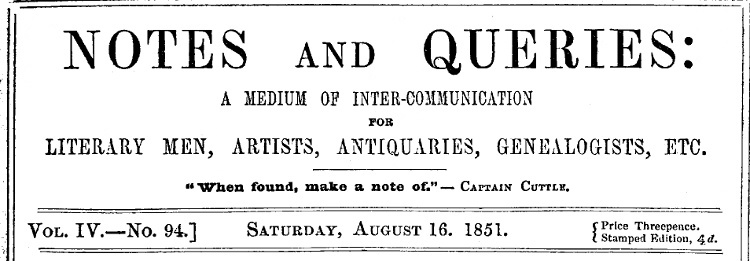 NOTES AND QUERIES:
A MEDIUM OF INTER-COMMUNICATION
FOR
LITERARY MEN, ARTISTS, ANTIQUARIES, GENEALOGISTS, ETC.
"When found, make a note of."—CAPTAIN CUTTLE.
VOL. IV.—No. 94.] SATURDAY, AUGUST 16. 1851. { Price Threepence.
{ Stamped Edition, 4d.